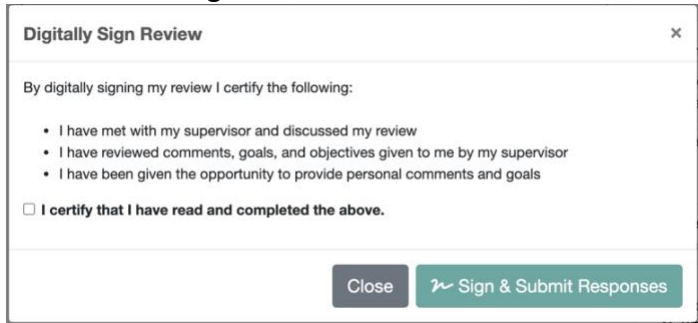 Digitally Sign Review ×
By digitally signing my review I certify the following:
• I have met with my supervisor and discussed my review
• I have reviewed comments, goals, and objectives given to me by my supervisor
• I have been given the opportunity to provide personal comments and goals
I certify that I have read and completed the above.
Close Sign & Submit Responses